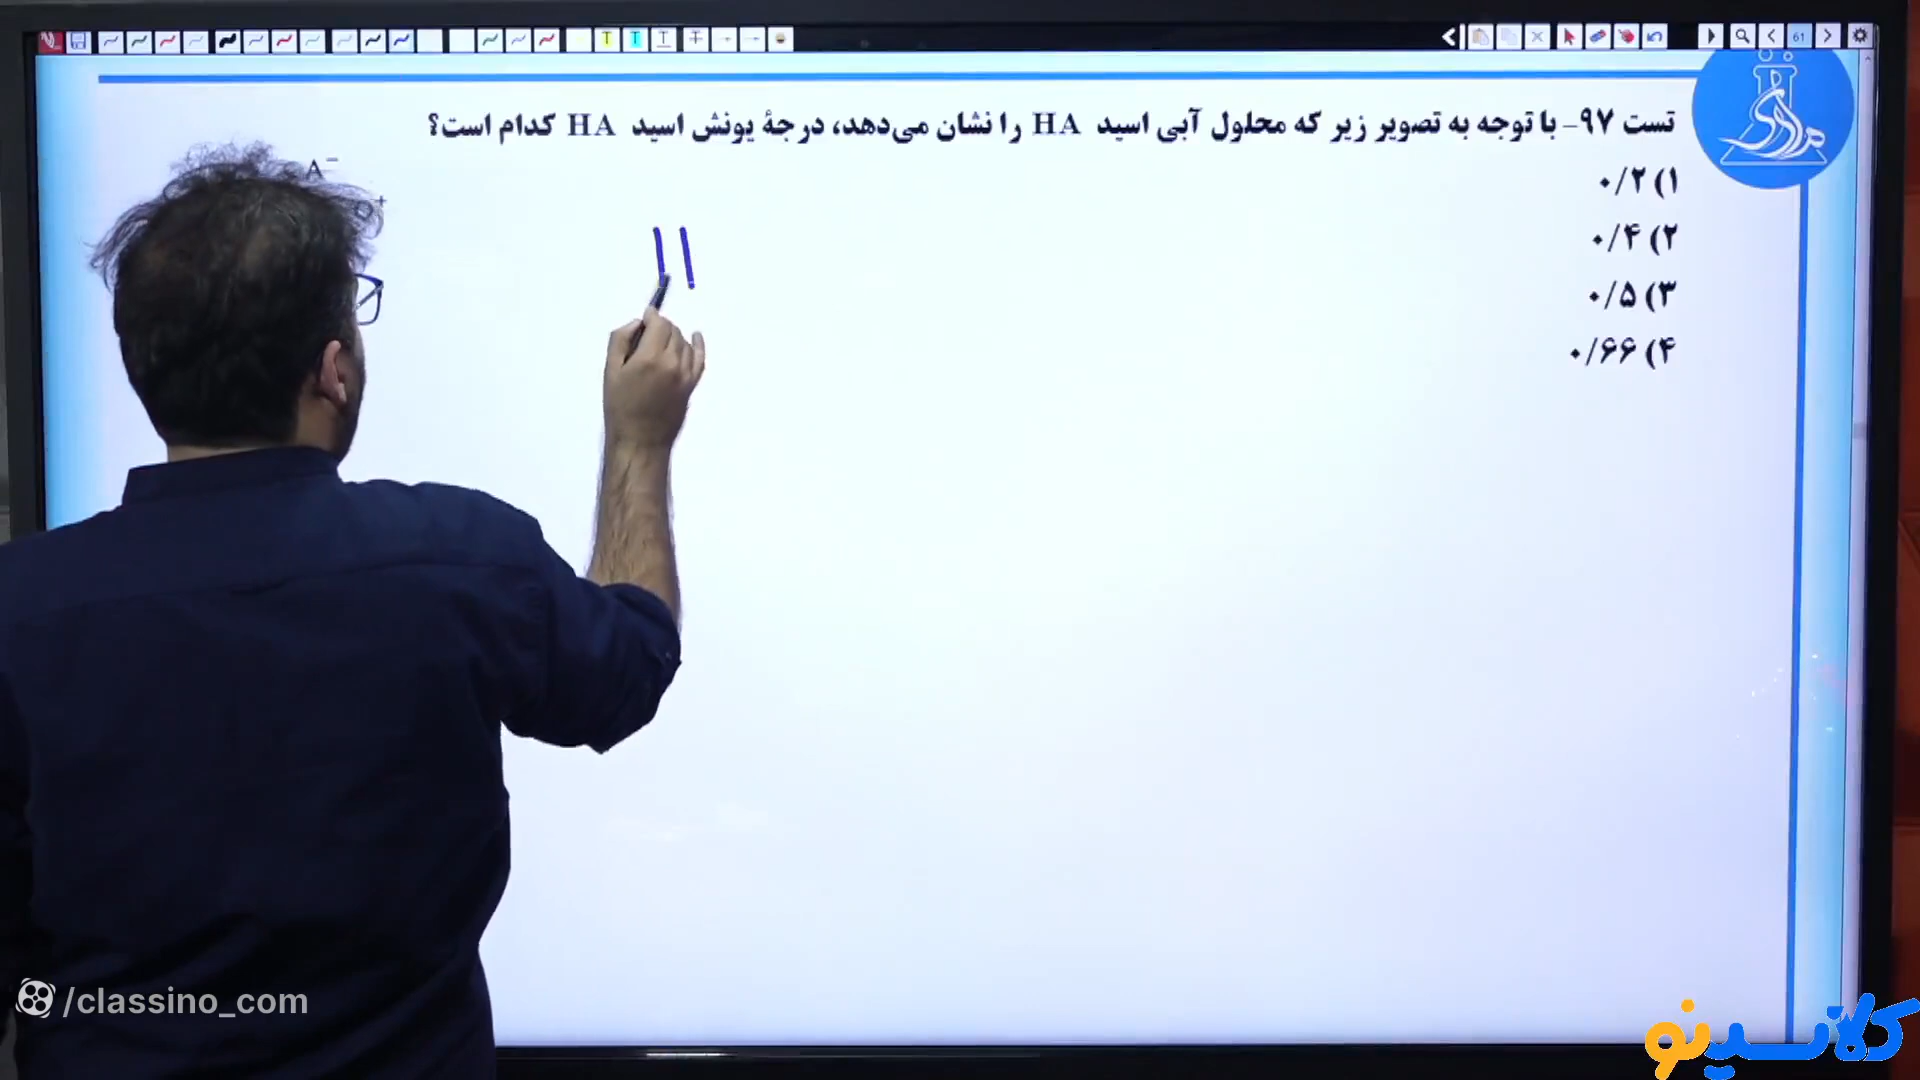 تست ۹۷- با توجه به تصویر زیر که محلول آبی اسید HA را نشان می‌دهد، درجهٔ یونش اسید HA کدام است؟
۱) ۰/۲
۲) ۰/۴
۳) ۰/۵
۴) ۰/۶۶
A⁻
O⁺
61
/classino_com
کلاسینو